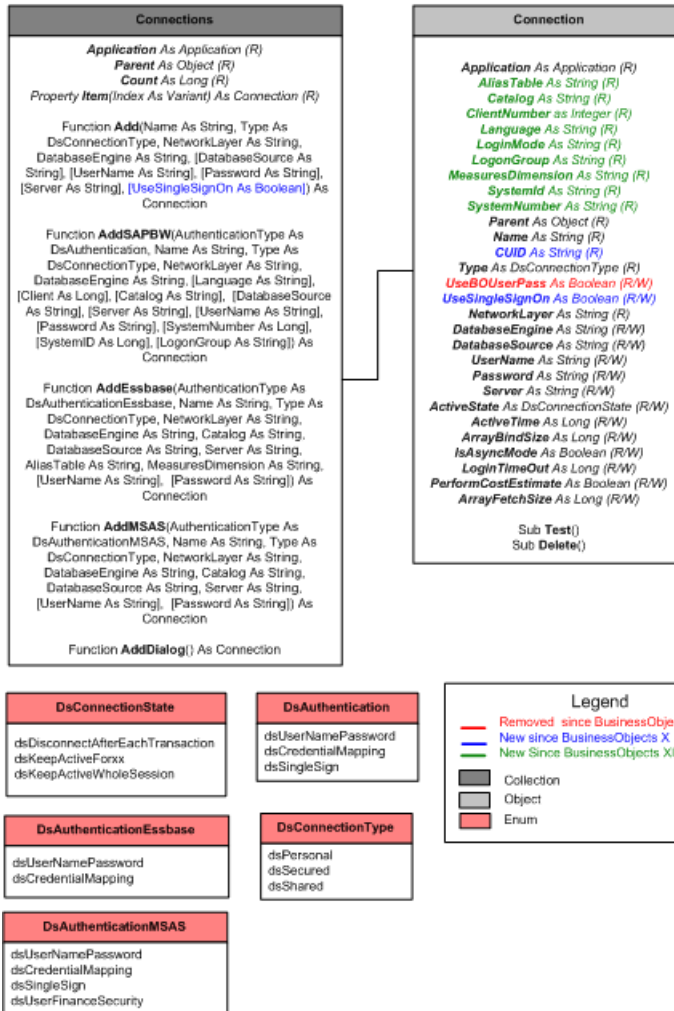 Connections
Application As Application (R)
Parent As Object (R)
Count As Long (R)
Property Item(Index As Variant) As Connection (R)
Function Add(Name As String, Type As
DsConnectionType, NetworkLayer As String,
DatabaseEngine As String, [DatabaseSource As
String], [UserName As String], [Password As String],
[Server As String], [UseSingleSignOn As Boolean]) As
Connection
Function AddSAPBW(AuthenticationType As
DsAuthentication, Name As String, Type As
DsConnectionType, NetworkLayer As String,
DatabaseEngine As String, [Language As String],
[Client As Long], [Catalog As String], [DatabaseSource
As String], [Server As String], [UserName As String],
[Password As String], [SystemNumber As Long],
[SystemID As Long], [LogonGroup As String]) As
Connection
Function AddEssbase(AuthenticationType As
DsAuthenticationEssbase, Name As String, Type As
DsConnectionType, NetworkLayer As String,
DatabaseEngine As String, Catalog As String,
DatabaseSource As String, Server As String,
AliasTable As String, MeasuresDimension As String,
[UserName As String], [Password As String]) As
Connection
Function AddMSAS(AuthenticationType As
DsAuthenticationMSAS, Name As String, Type As
DsConnectionType, NetworkLayer As String,
DatabaseEngine As String, Catalog As String,
DatabaseSource As String, Server As String,
[UserName As String], [Password As String]) As
Connection
Function AddDialog() As Connection
Connection
Application As Application (R)
AliasTable As String (R)
Catalog As String (R)
ClientNumber as Integer (R)
Language As String (R)
LoginMode As String (R)
LogonGroup As String (R)
MeasuresDimension As String (R)
SystemId As String (R)
SystemNumber As String (R)
Parent As Object (R)
Name As String (R)
CUID As String (R)
Type As DsConnectionType (R)
UseBOUserPass As Boolean (R/W)
UseSingleSignOn As Boolean (R/W)
NetworkLayer As String (R)
DatabaseEngine As String (R/W)
DatabaseSource As String (R/W)
UserName As String (R/W)
Password As String (R/W)
Server As String (R/W)
ActiveState As DsConnectionState (R/W)
ActiveTime As Long (R/W)
ArrayBindSize As Long (R/W)
IsAsyncMode As Boolean (R/W)
LoginTimeOut As Long (R/W)
PerformCostEstimate As Boolean (R/W)
ArrayFetchSize As Long (R/W)
Sub Test()
Sub Delete()
DsConnectionState
dsDisconnectAfterEachTransaction
dsKeepActiveForxx
dsKeepActiveWholeSession
DsAuthentication
dsUserNamePassword
dsCredentialMapping
dsSingleSign
DsAuthenticationEssbase
dsUserNamePassword
dsCredentialMapping
DsConnectionType
dsPersonal
dsSecured
dsShared
DsAuthenticationMSAS
dsUserNamePassword
dsCredentialMapping
dsSingleSign
dsUserFinanceSecurity
Legend
Removed since BusinessObje
New since BusinessObjects X
New Since BusinessObjects XI
Collection
Object
Enum